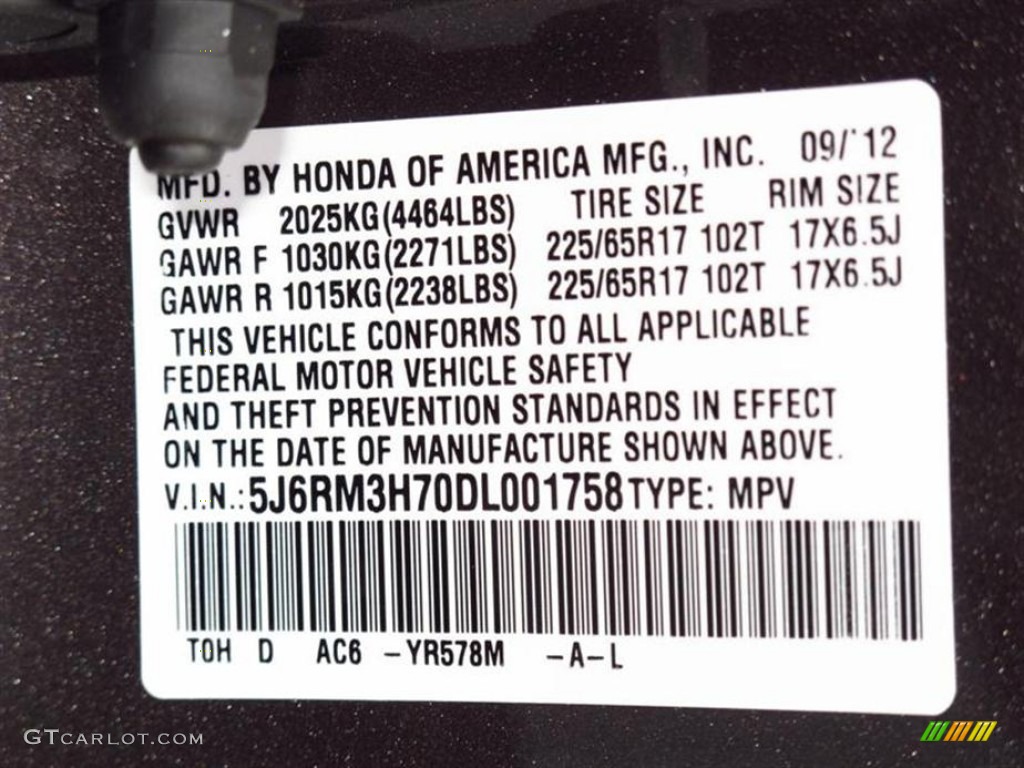 MFD. BY HONDA OF AMERICA MFG., INC. 09/'12
GVWR 2025KG(4464LBS) TIRE SIZE RIM SIZE
GAWR F 1030KG(2271LBS) 225/65R17 102T 17X6.5J
GAWR R 1015KG(2238LBS) 225/65R17 102T 17X6.5J
THIS VEHICLE CONFORMS TO ALL APPLICABLE
FEDERAL MOTOR VEHICLE SAFETY
AND THEFT PREVENTION STANDARDS IN EFFECT
ON THE DATE OF MANUFACTURE SHOWN ABOVE.
V.I.N.:5J6RM3H70DL001758 TYPE: MPV
TOH D AC6 -YR578M -A-L
GTCARLOT.COM